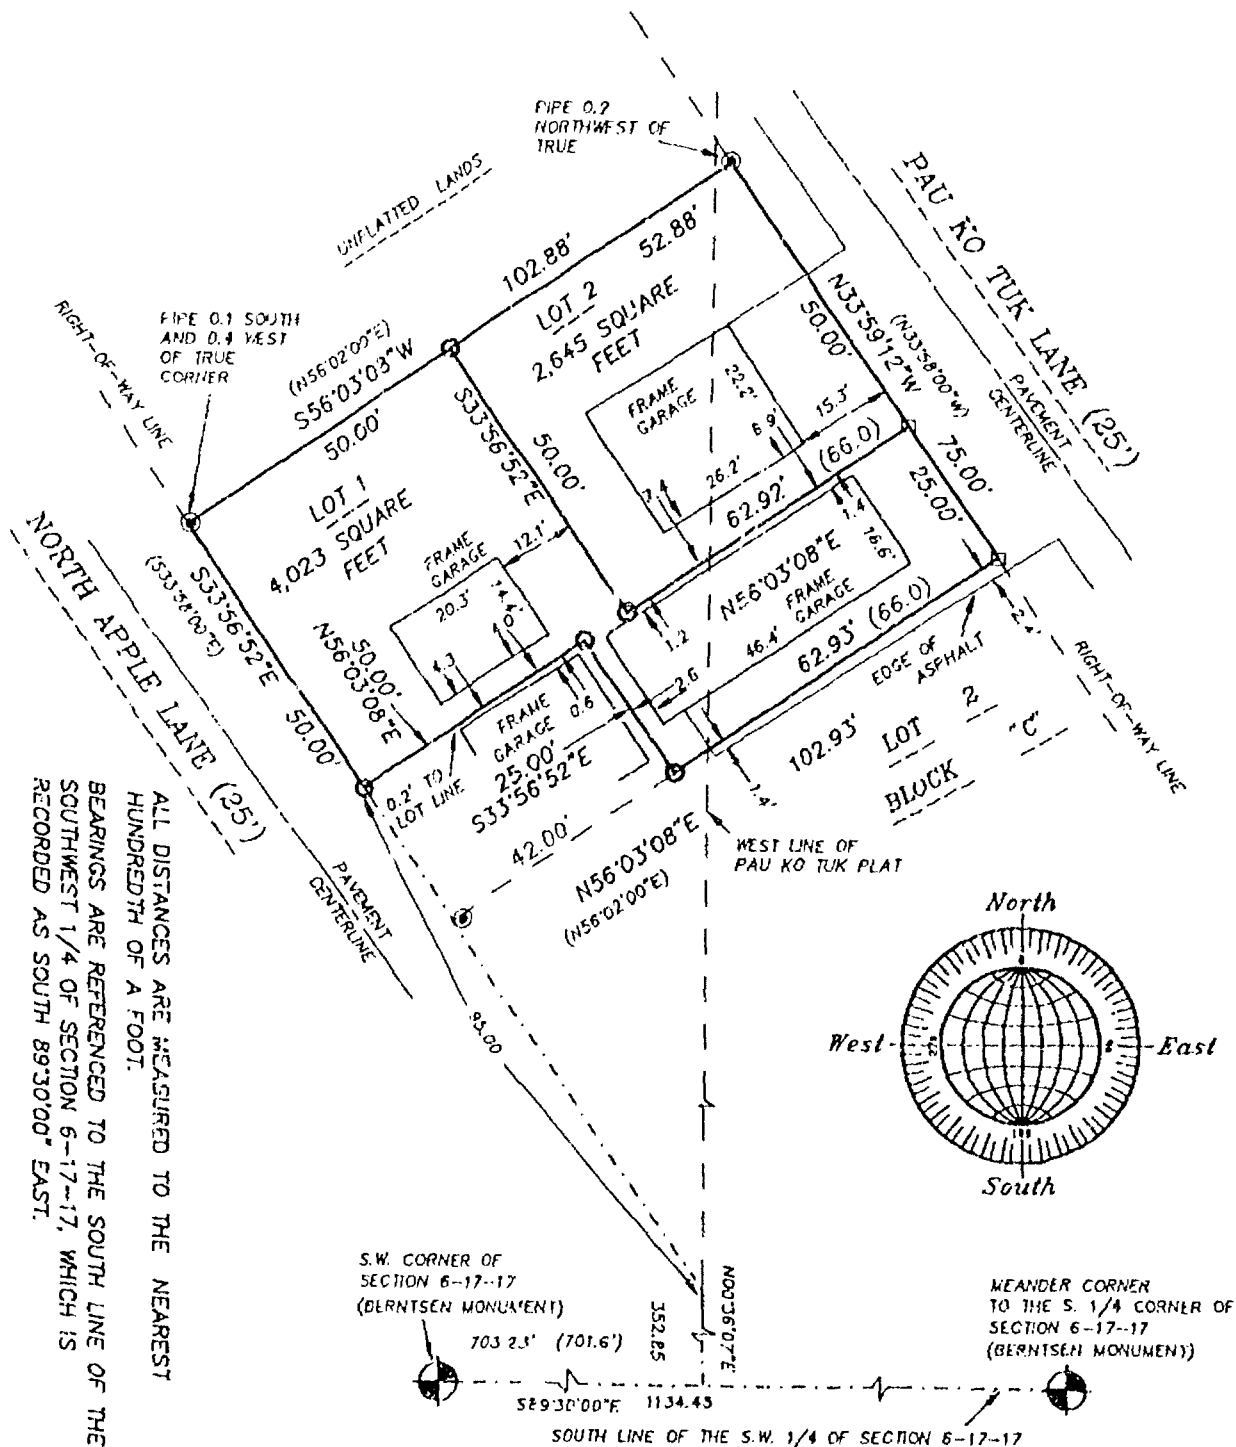 PIPE 0.2
NORTHWEST OF
TRUE
UNPLATTED LANDS
PAU KO TUK LANE (25')
RIGHT-OF-WAY LINE
PIPE 0.1 SOUTH
AND 0.4 WEST
OF TRUE
CORNER
102.88'
52.88'
(N56°02'00"E)
S56°03'03"W
50.00'
LOT 2
2,645 SQUARE
FEET
N33°59'12"W
(N33°58'00"W)
50.00'
75.00'
25.00'
PAVEMENT
CENTERLINE
S33°56'52"E
50.00'
FRAME
GARAGE
22.2'
6.9'
15.3'
26.2'
7.4
62.92'
(66.0)
LOT 1
4,023 SQUARE
FEET
NORTH APPLE LANE (25')
S33°56'52"E
(S33°58'00"E)
50.00'
FRAME
GARAGE
12.1'
20.3'
14.4'
4.0'
4.3
50.00'
N56°03'08"E
1.4
16.6'
N56°03'08"E
FRAME
GARAGE
46.4'
1.2
2.6
62.93' (66.0)
2.4'
EDGE OF
ASPHALT
RIGHT-OF-WAY LINE
FRAME
GARAGE
0.6
0.2' TO
LOT LINE
25.00'
S33°56'52"E
42.00'
1.4'
102.93'
LOT 2
BLOCK "C"
N56°03'08"E
(N56°02'00"E)
WEST LINE OF
PAU KO TUK PLAT
PAVEMENT
CENTERLINE
95.00
ALL DISTANCES ARE MEASURED TO THE NEAREST
HUNDREDTH OF A FOOT.
BEARINGS ARE REFERENCED TO THE SOUTH LINE OF THE
SOUTHWEST 1/4 OF SECTION 6-17-17, WHICH IS
RECORDED AS SOUTH 89°30'00" EAST.
North
West
East
South
S.W. CORNER OF
SECTION 6-17-17
(BERNTSEN MONUMENT)
703.23' (701.6')
352.85
N00°36'07"E
MEANDER CORNER
TO THE S. 1/4 CORNER OF
SECTION 6-17-17
(BERNTSEN MONUMENT)
S89°30'00"E 1134.45
SOUTH LINE OF THE S.W. 1/4 OF SECTION 6-17-17